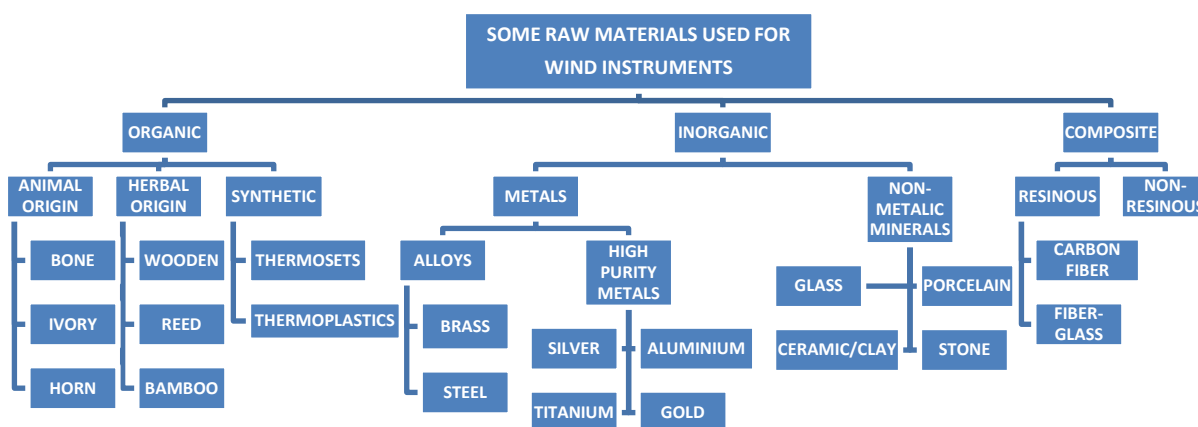 SOME RAW MATERIALS USED FOR
WIND INSTRUMENTS
ORGANIC
INORGANIC
COMPOSITE
ANIMAL
ORIGIN
HERBAL
ORIGIN
SYNTHETIC
METALS
NON-
METALIC
MINERALS
RESINOUS
NON-
RESINOUS
BONE
IVORY
HORN
WOODEN
REED
BAMBOO
THERMOSETS
THERMOPLASTICS
ALLOYS
BRASS
STEEL
HIGH
PURITY
METALS
SILVER
ALUMINIUM
TITANIUM
GOLD
GLASS
PORCELAIN
CERAMIC/CLAY
STONE
CARBON
FIBER
FIBER-
GLASS